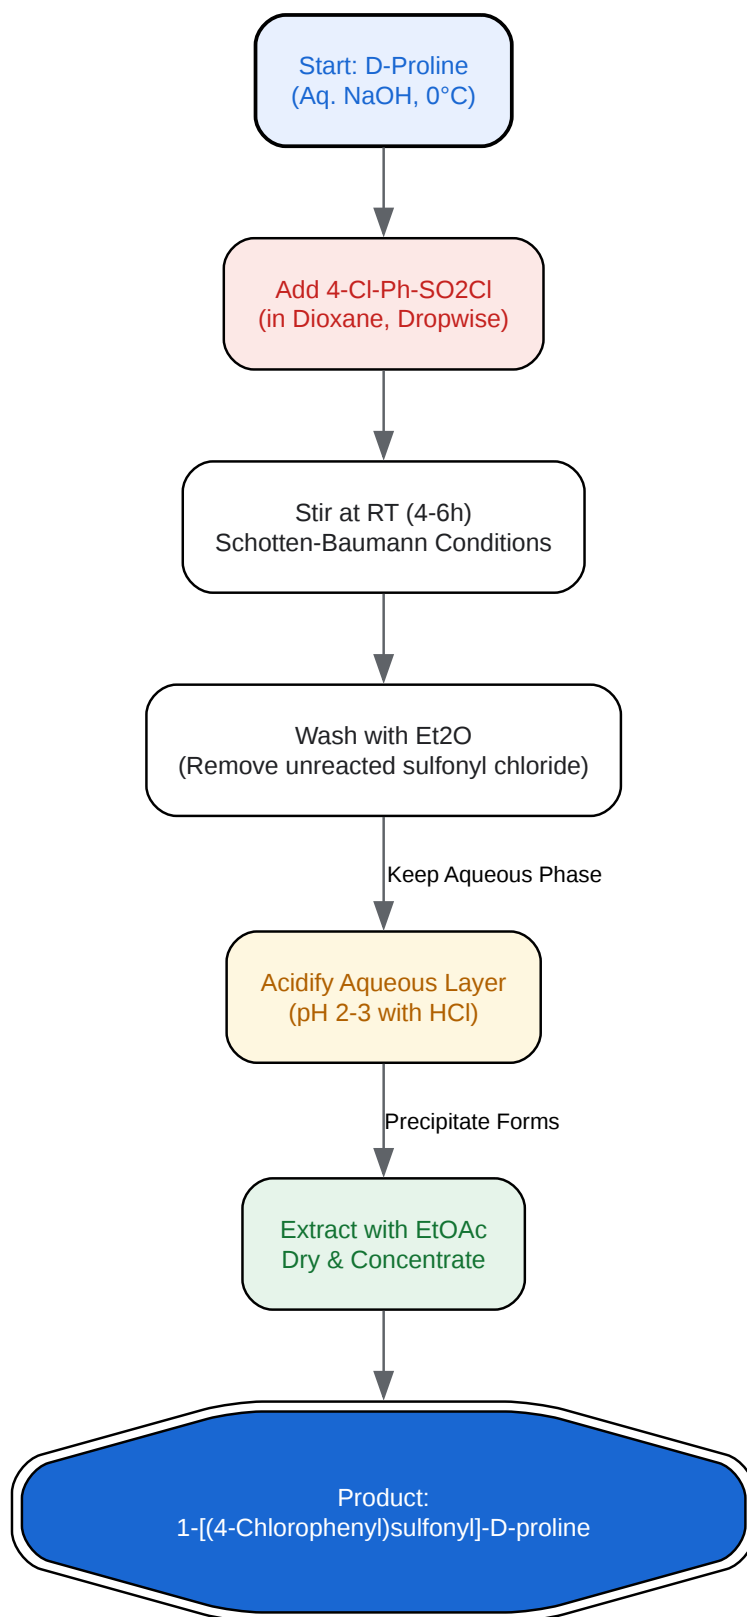 Start: D-Proline
(Aq. NaOH, 0°C)
Add 4-Cl-Ph-SO2Cl
(in Dioxane, Dropwise)
Stir at RT (4-6h)
Schotten-Baumann Conditions
Wash with Et2O
(Remove unreacted sulfonyl chloride)
Keep Aqueous Phase
Acidify Aqueous Layer
(pH 2-3 with HCl)
Precipitate Forms
Extract with EtOAc
Dry & Concentrate
Product:
1-[(4-Chlorophenyl)sulfonyl]-D-proline